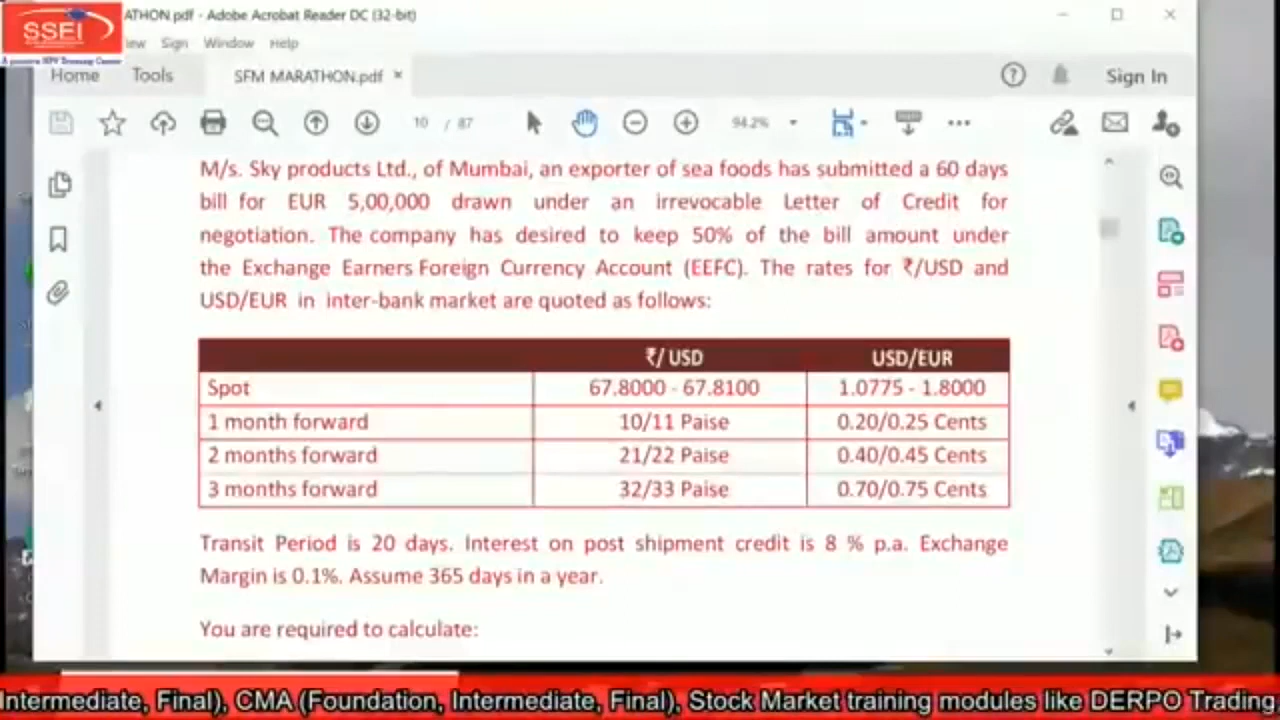 SSEI
ATHON.pdf - Adobe Acrobat Reader DC (32-bit)
iew Sign Window Help
Home Tools SFM MARATHON.pdf × Sign In
10 / 87 94.2%
M/s. Sky products Ltd., of Mumbai, an exporter of sea foods has submitted a 60 days
bill for EUR 5,00,000 drawn under an irrevocable Letter of Credit for
negotiation. The company has desired to keep 50% of the bill amount under
the Exchange Earners Foreign Currency Account (EEFC). The rates for ₹/USD and
USD/EUR in inter-bank market are quoted as follows:
₹/ USD USD/EUR
Spot 67.8000 - 67.8100 1.0775 - 1.8000
1 month forward 10/11 Paise 0.20/0.25 Cents
2 months forward 21/22 Paise 0.40/0.45 Cents
3 months forward 32/33 Paise 0.70/0.75 Cents
Transit Period is 20 days. Interest on post shipment credit is 8 % p.a. Exchange
Margin is 0.1%. Assume 365 days in a year.
You are required to calculate:
Intermediate, Final), CMA (Foundation, Intermediate, Final), Stock Market training modules like DERPO Trading,